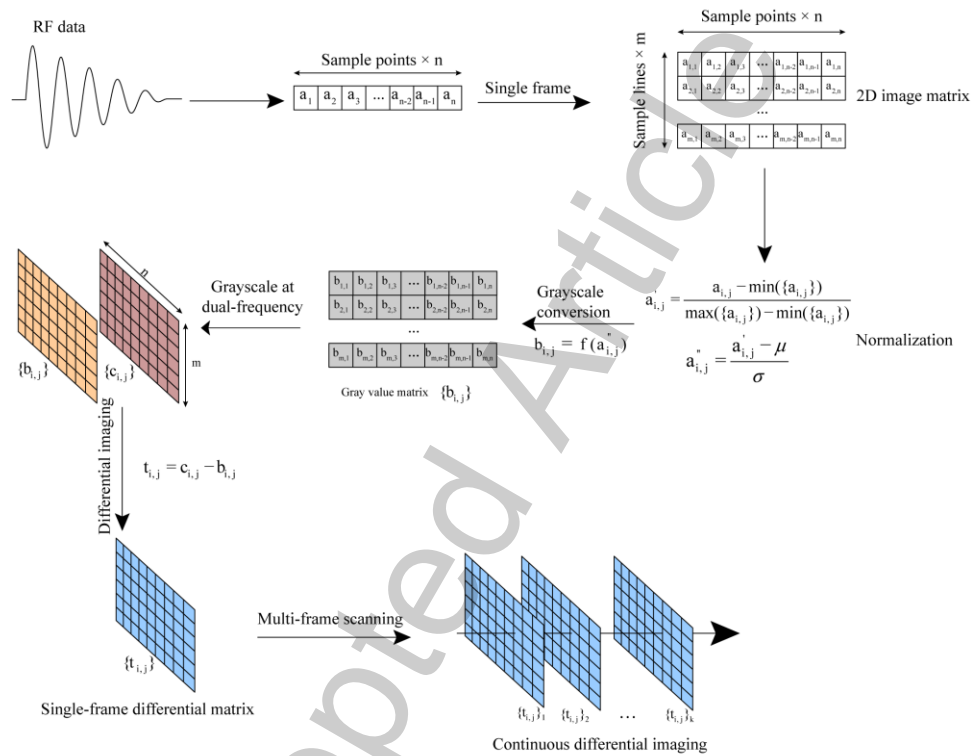 RF data
Sample points × n
a₁ a₂ a₃ ... aₙ₋₂ aₙ₋₁ aₙ
Single frame
Sample points × n
Sample lines × m
a₁,₁ a₁,₂ a₁,₃ ... a₁,ₙ₋₂ a₁,ₙ₋₁ a₁,ₙ
a₂,₁ a₂,₂ a₂,₃ ... a₂,ₙ₋₂ a₂,ₙ₋₁ a₂,ₙ
...
aₘ,₁ aₘ,₂ aₘ,₃ ... aₘ,ₙ₋₂ aₘ,ₙ₋₁ aₘ,ₙ
2D image matrix
a'ᵢ,ⱼ = (aᵢ,ⱼ − min({aᵢ,ⱼ})) / (max({aᵢ,ⱼ}) − min({aᵢ,ⱼ}))
a''ᵢ,ⱼ = (a'ᵢ,ⱼ − μ) / σ
Normalization
Grayscale
conversion
bᵢ,ⱼ = f(a''ᵢ,ⱼ)
b₁,₁ b₁,₂ b₁,₃ ... b₁,ₙ₋₂ b₁,ₙ₋₁ b₁,ₙ
b₂,₁ b₂,₂ b₂,₃ ... b₂,ₙ₋₂ b₂,ₙ₋₁ b₂,ₙ
...
bₘ,₁ bₘ,₂ bₘ,₃ ... bₘ,ₙ₋₂ bₘ,ₙ₋₁ bₘ,ₙ
Gray value matrix {bᵢ,ⱼ}
Grayscale at
dual-frequency
n
m
{bᵢ,ⱼ}
{cᵢ,ⱼ}
Differential imaging
tᵢ,ⱼ = cᵢ,ⱼ − bᵢ,ⱼ
{tᵢ,ⱼ}
Single-frame differential matrix
Multi-frame scanning
{tᵢ,ⱼ}₁ {tᵢ,ⱼ}₂ ... {tᵢ,ⱼ}ₖ
Continuous differential imaging
pted Article